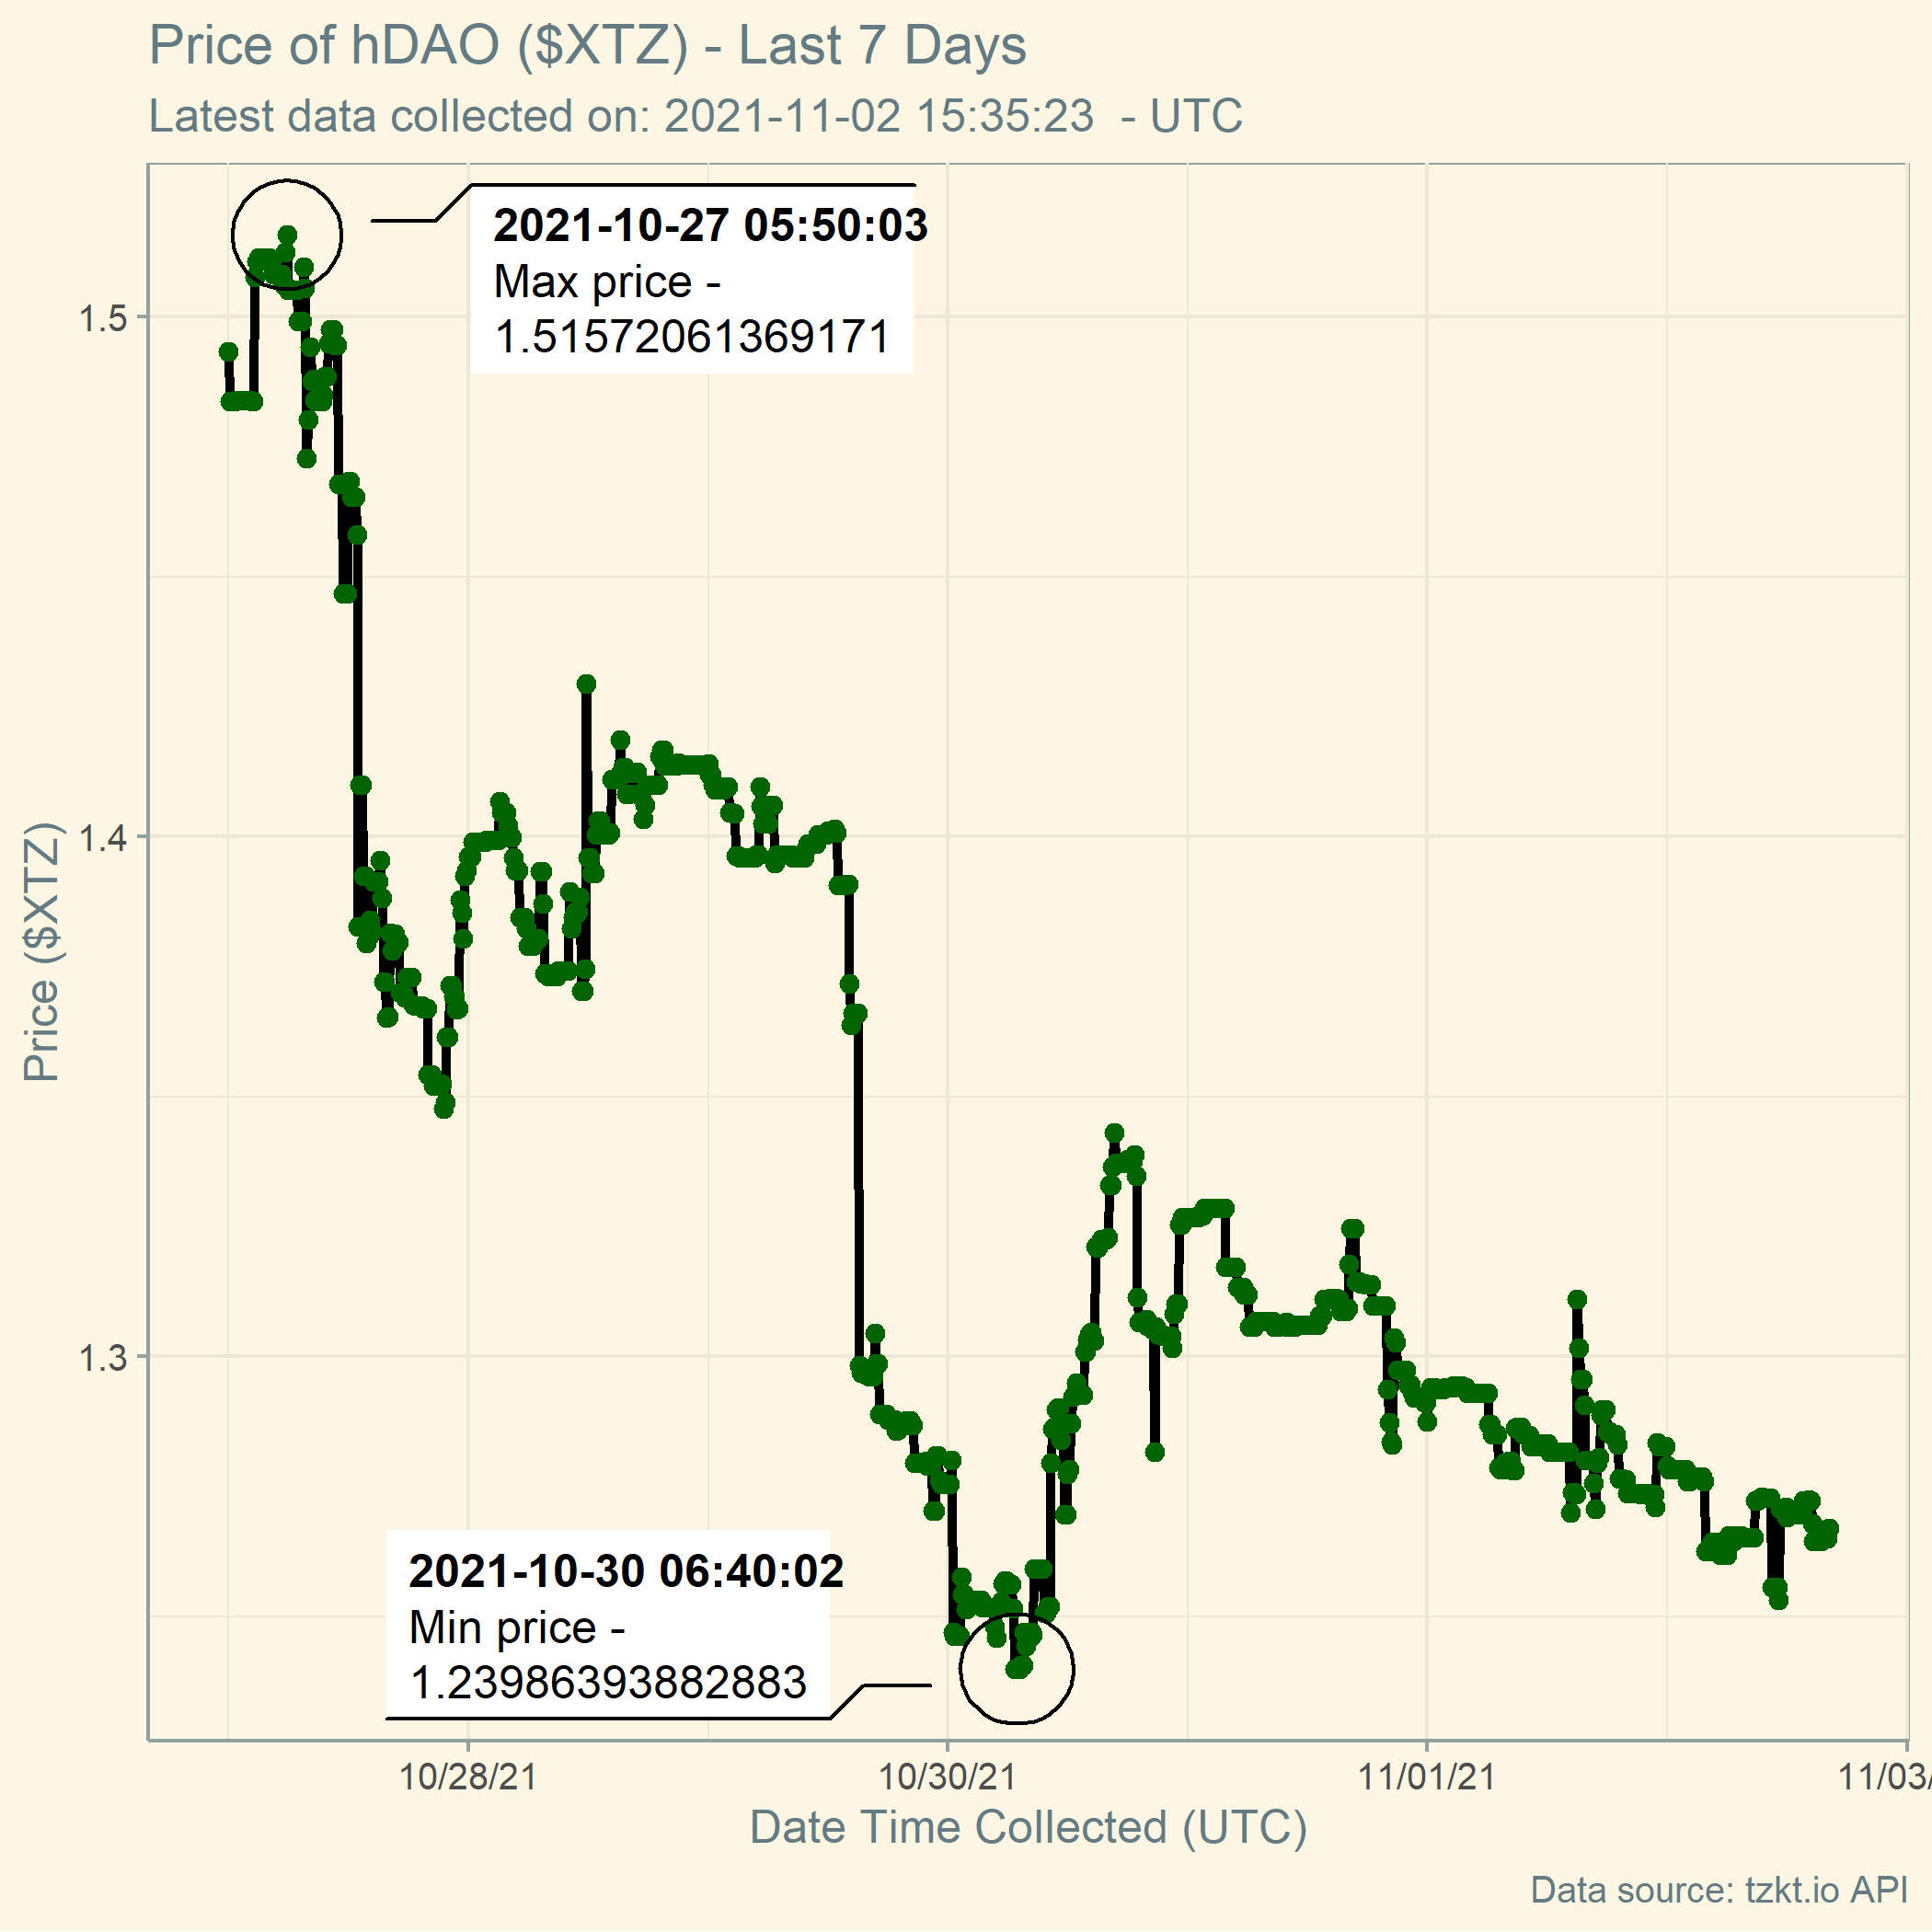 Price of hDAO ($XTZ) - Last 7 Days
Latest data collected on: 2021-11-02 15:35:23  - UTC
2021-10-27 05:50:03
Max price -
1.51572061369171
1.5
1.4
1.3
Price ($XTZ)
2021-10-30 06:40:02
Min price -
1.23986393882883
10/28/21
10/30/21
11/01/21
11/03/
Date Time Collected (UTC)
Data source: tzkt.io API